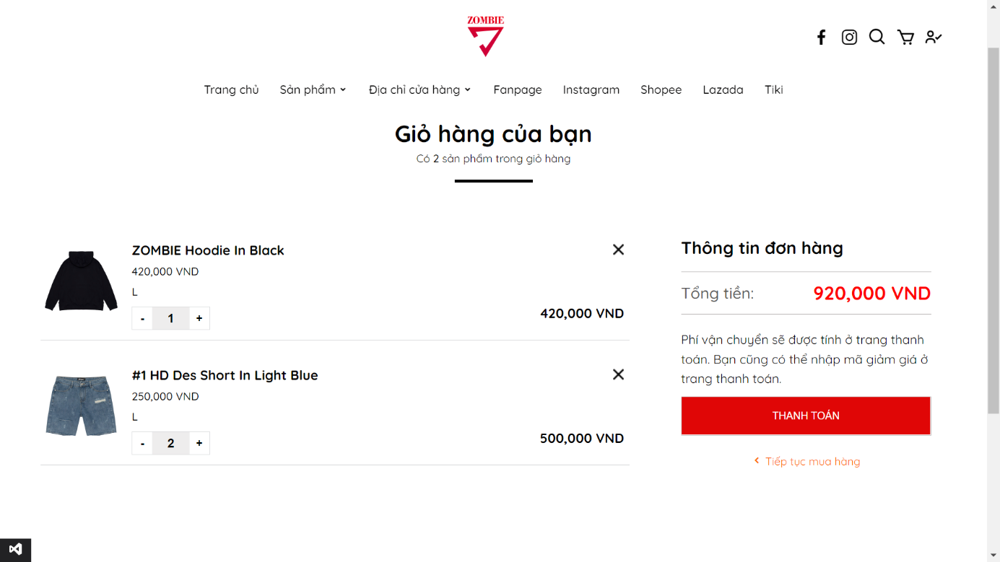 ZOMBIE
Trang chủ Sản phẩm Địa chỉ cửa hàng Fanpage Instagram Shopee Lazada Tiki
Giỏ hàng của bạn
Có 2 sản phẩm trong giỏ hàng
ZOMBIE Hoodie In Black
420,000 VND
L
- 1 +
420,000 VND
#1 HD Des Short In Light Blue
250,000 VND
L
- 2 +
500,000 VND
Thông tin đơn hàng
Tổng tiền: 920,000 VND
Phí vận chuyển sẽ được tính ở trang thanh
toán. Bạn cũng có thể nhập mã giảm giá ở
trang thanh toán.
THANH TOÁN
Tiếp tục mua hàng